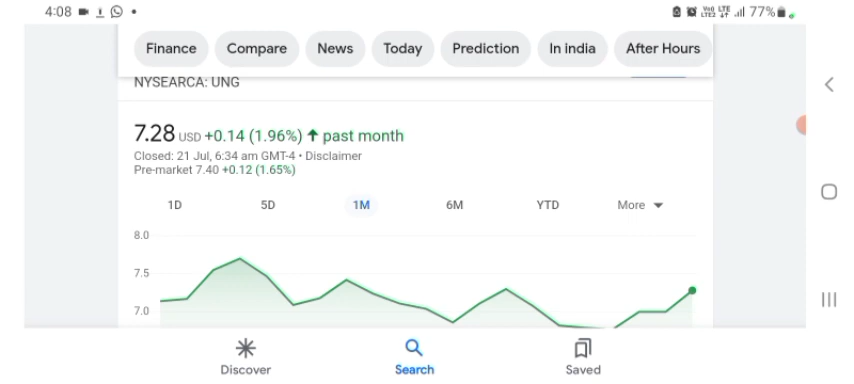 4:08 77%
Finance Compare News Today Prediction In india After Hours
NYSEARCA: UNG
7.28 USD +0.14 (1.96%) ↑ past month
Closed: 21 Jul, 6:34 am GMT-4 • Disclaimer
Pre-market 7.40 +0.12 (1.65%)
1D 5D 1M 6M YTD More
8.0
7.5
7.0
Discover Search Saved